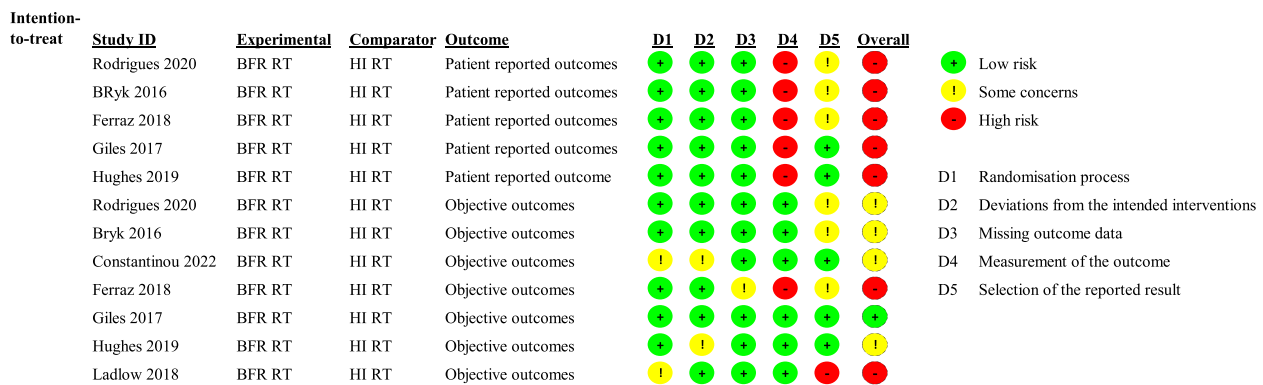 Intention-
to-treat Study ID Experimental Comparator Outcome D1 D2 D3 D4 D5 Overall
Rodrigues 2020 BFR RT HI RT Patient reported outcomes + + + - ! - + Low risk
BRyk 2016 BFR RT HI RT Patient reported outcomes + + + - ! - ! Some concerns
Ferraz 2018 BFR RT HI RT Patient reported outcomes + + + - ! - - High risk
Giles 2017 BFR RT HI RT Patient reported outcomes + + + - + -
Hughes 2019 BFR RT HI RT Patient reported outcome + + + - + - D1 Randomisation process
Rodrigues 2020 BFR RT HI RT Objective outcomes + + + + ! ! D2 Deviations from the intended interventions
Bryk 2016 BFR RT HI RT Objective outcomes + + + + ! ! D3 Missing outcome data
Constantinou 2022 BFR RT HI RT Objective outcomes ! ! + + + ! D4 Measurement of the outcome
Ferraz 2018 BFR RT HI RT Objective outcomes + + ! - ! - D5 Selection of the reported result
Giles 2017 BFR RT HI RT Objective outcomes + + + + + +
Hughes 2019 BFR RT HI RT Objective outcomes + ! + + + !
Ladlow 2018 BFR RT HI RT Objective outcomes ! + + + - -